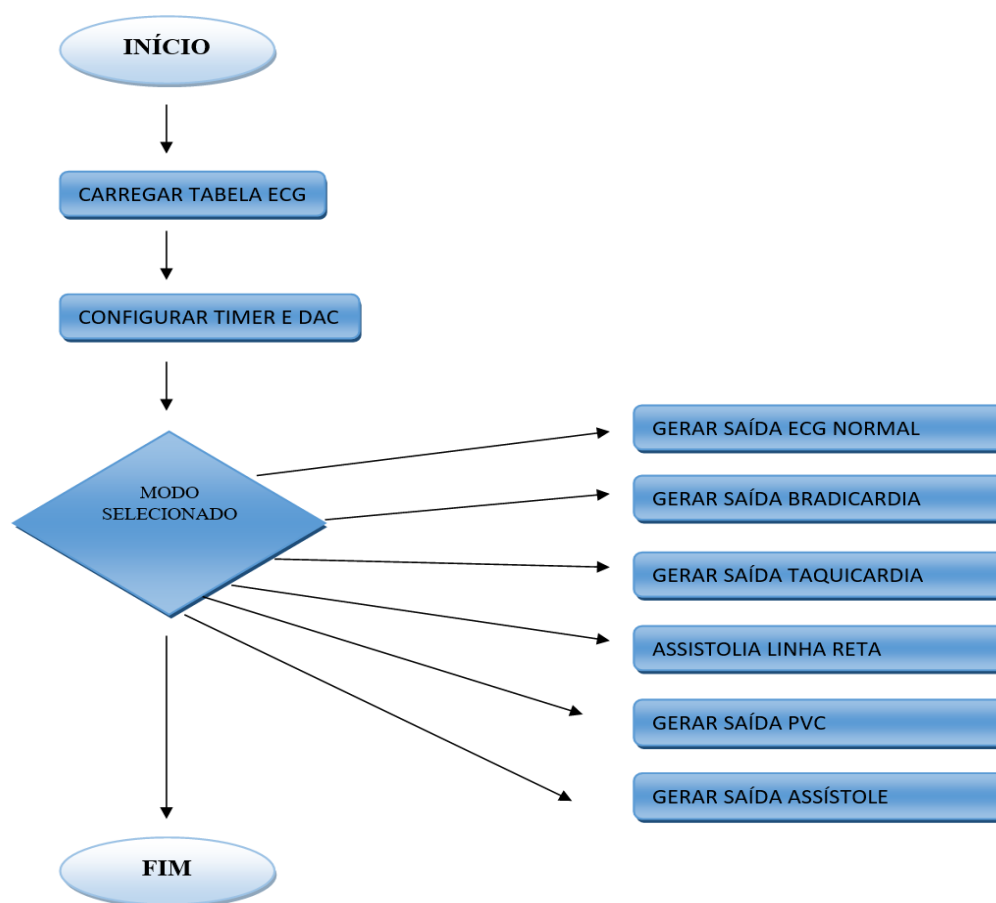 INÍCIO
CARREGAR TABELA ECG
CONFIGURAR TIMER E DAC
MODO
SELECIONADO
GERAR SAÍDA ECG NORMAL
GERAR SAÍDA BRADICARDIA
GERAR SAÍDA TAQUICARDIA
ASSISTOLIA LINHA RETA
GERAR SAÍDA PVC
GERAR SAÍDA ASSÍSTOLE
FIM